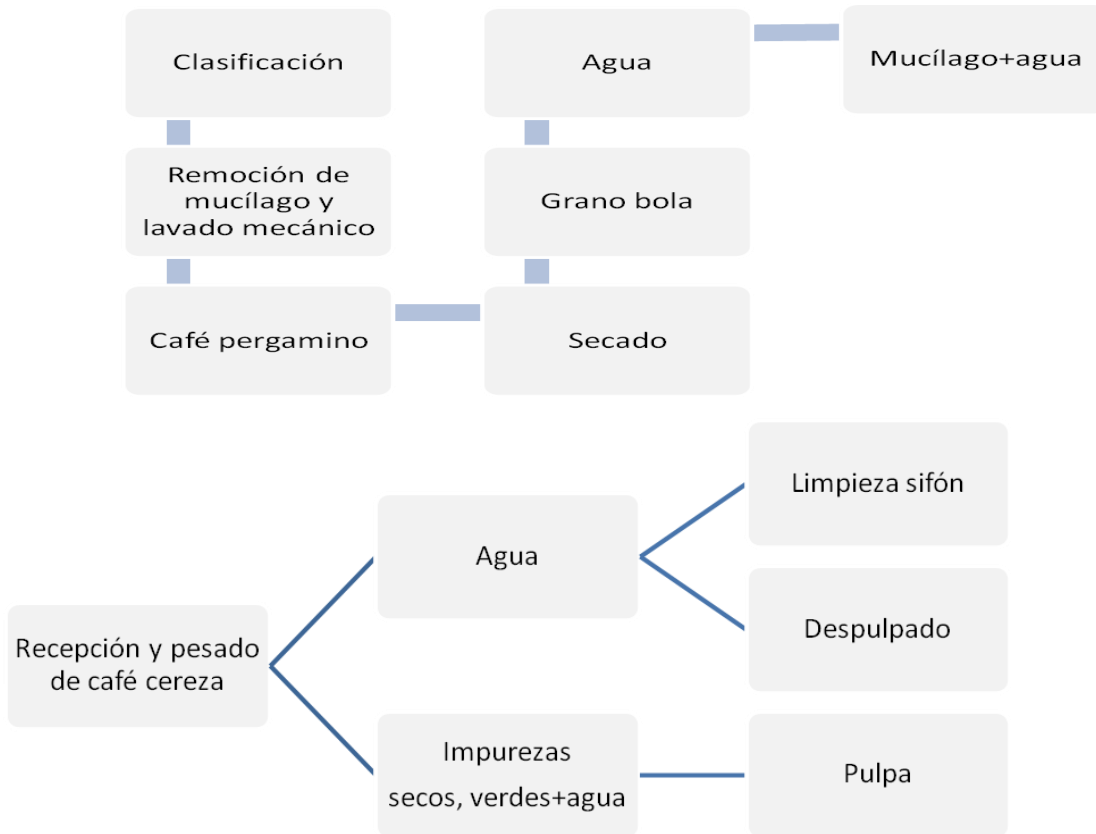 Clasificación
Agua
Mucílago+agua
Remoción de
mucílago y
lavado mecánico
Grano bola
Café pergamino
Secado
Limpieza sifón
Agua
Despulpado
Recepción y pesado
de café cereza
Impurezas
secos, verdes+agua
Pulpa